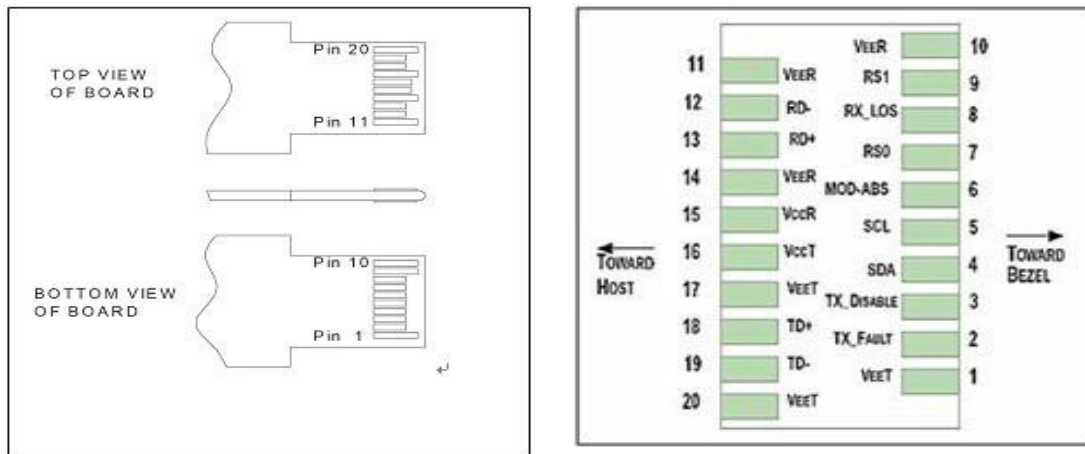 Pin 20
TOP VIEW
OF BOARD
Pin 11
Pin 10
BOTTOM VIEW
OF BOARD
Pin 1
11 VEER
12 RD-
13 RD+
14 VEER
15 VCCR
16 VCCT
17 VEET
18 TD+
19 TD-
20 VEET
VEER 10
RS1 9
RX_LOS 8
RS0 7
MOD-ABS 6
SCL 5
SDA 4
TX_DISABLE 3
TX_FAULT 2
VEET 1
TOWARD
HOST
TOWARD
BEZEL